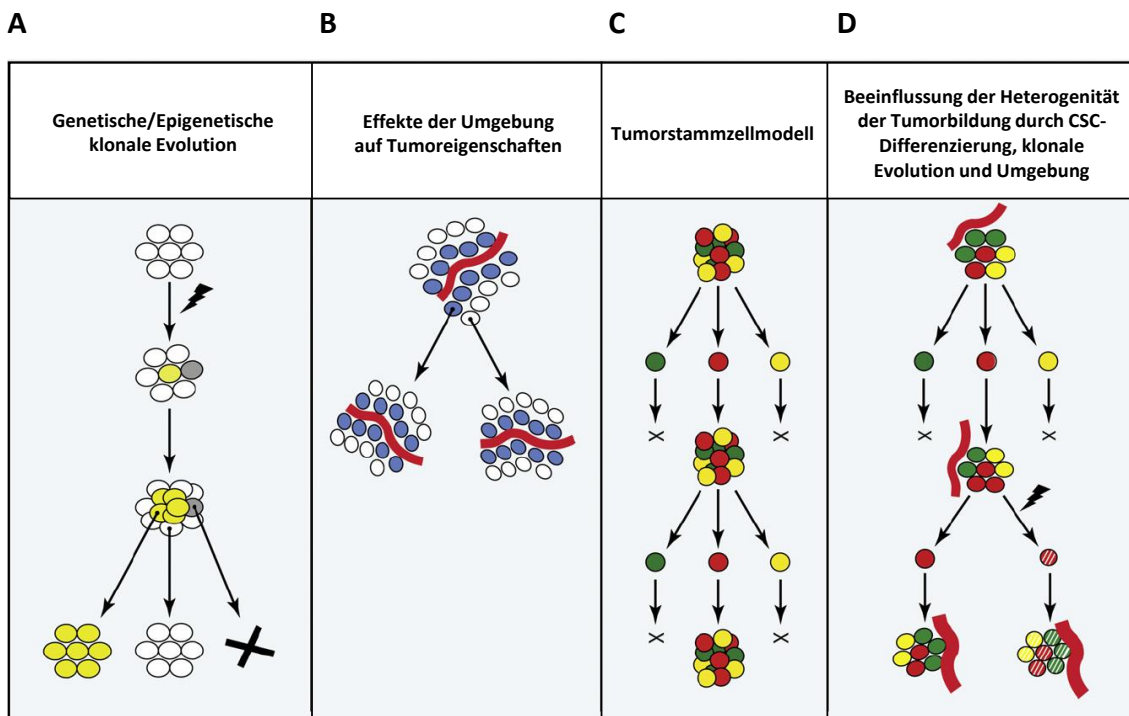 A
B
C
D
Genetische/Epigenetische
klonale Evolution
Effekte der Umgebung
auf Tumoreigenschaften
Tumorstammzellmodell
Beeinflussung der Heterogenität
der Tumorbildung durch CSC-
Differenzierung, klonale
Evolution und Umgebung